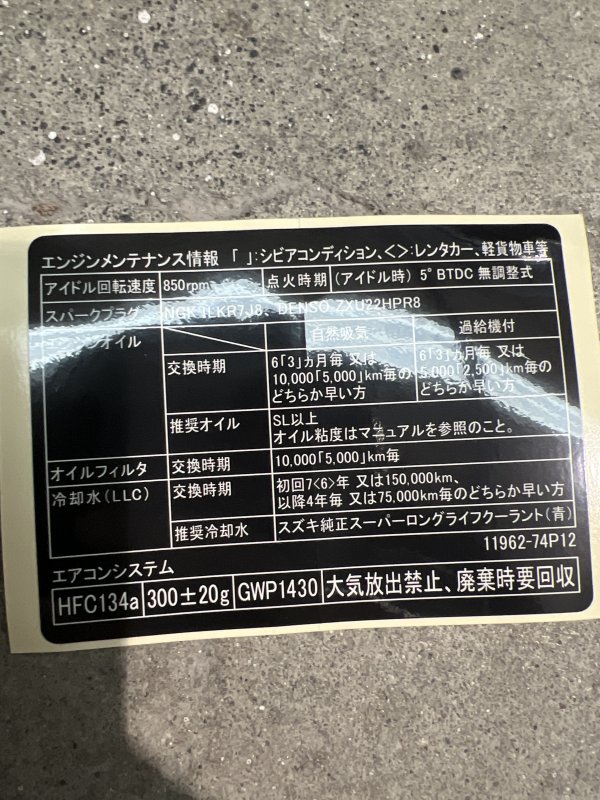 エンジンメンテナンス情報 「 」:シビアコンディション、< >:レンタカー、軽貨物車等
アイドル回転速度 850rpm 点火時期 (アイドル時) 5°BTDC 無調整式
スパークプラグ NGK ILKR7J8、DENSO ZXU22HPR8
エンジンオイル 自然吸気 過給機付
交換時期 6「3」カ月毎 又は 6「3」カ月毎 又は
10,000「5,000」km毎の 5,000「2,500」km毎の
どちらか早い方 どちらか早い方
推奨オイル SL以上
オイル粘度はマニュアルを参照のこと。
オイルフィルタ 交換時期 10,000「5,000」km毎
冷却水(LLC) 交換時期 初回7<6>年 又は150,000km、
以降4年毎 又は75,000km毎のどちらか早い方
推奨冷却水 スズキ純正スーパーロングライフクーラント(青)
11962-74P12
エアコンシステム
HFC134a 300±20g GWP1430 大気放出禁止、廃棄時要回収